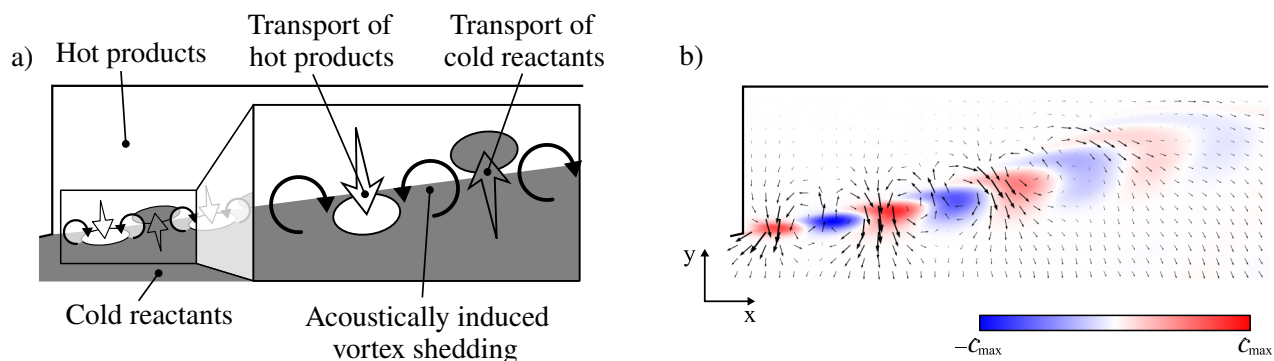 a)
Hot products
Transport of
hot products
Transport of
cold reactants
Cold reactants
Acoustically induced
vortex shedding
b)
y
x
−c_max
c_max